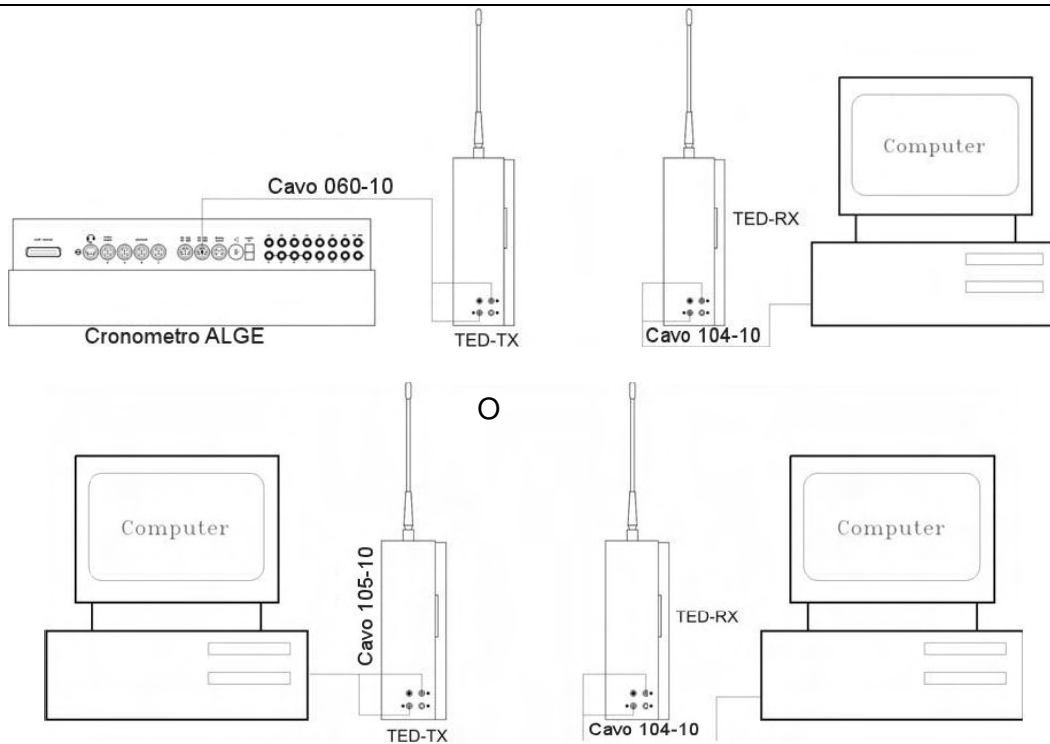 Computer
Cavo 060-10
TED-RX
Cavo 104-10
Cronometro ALGE
TED-TX
O
Computer
Computer
Cavo 105-10
TED-RX
Cavo 104-10
TED-TX